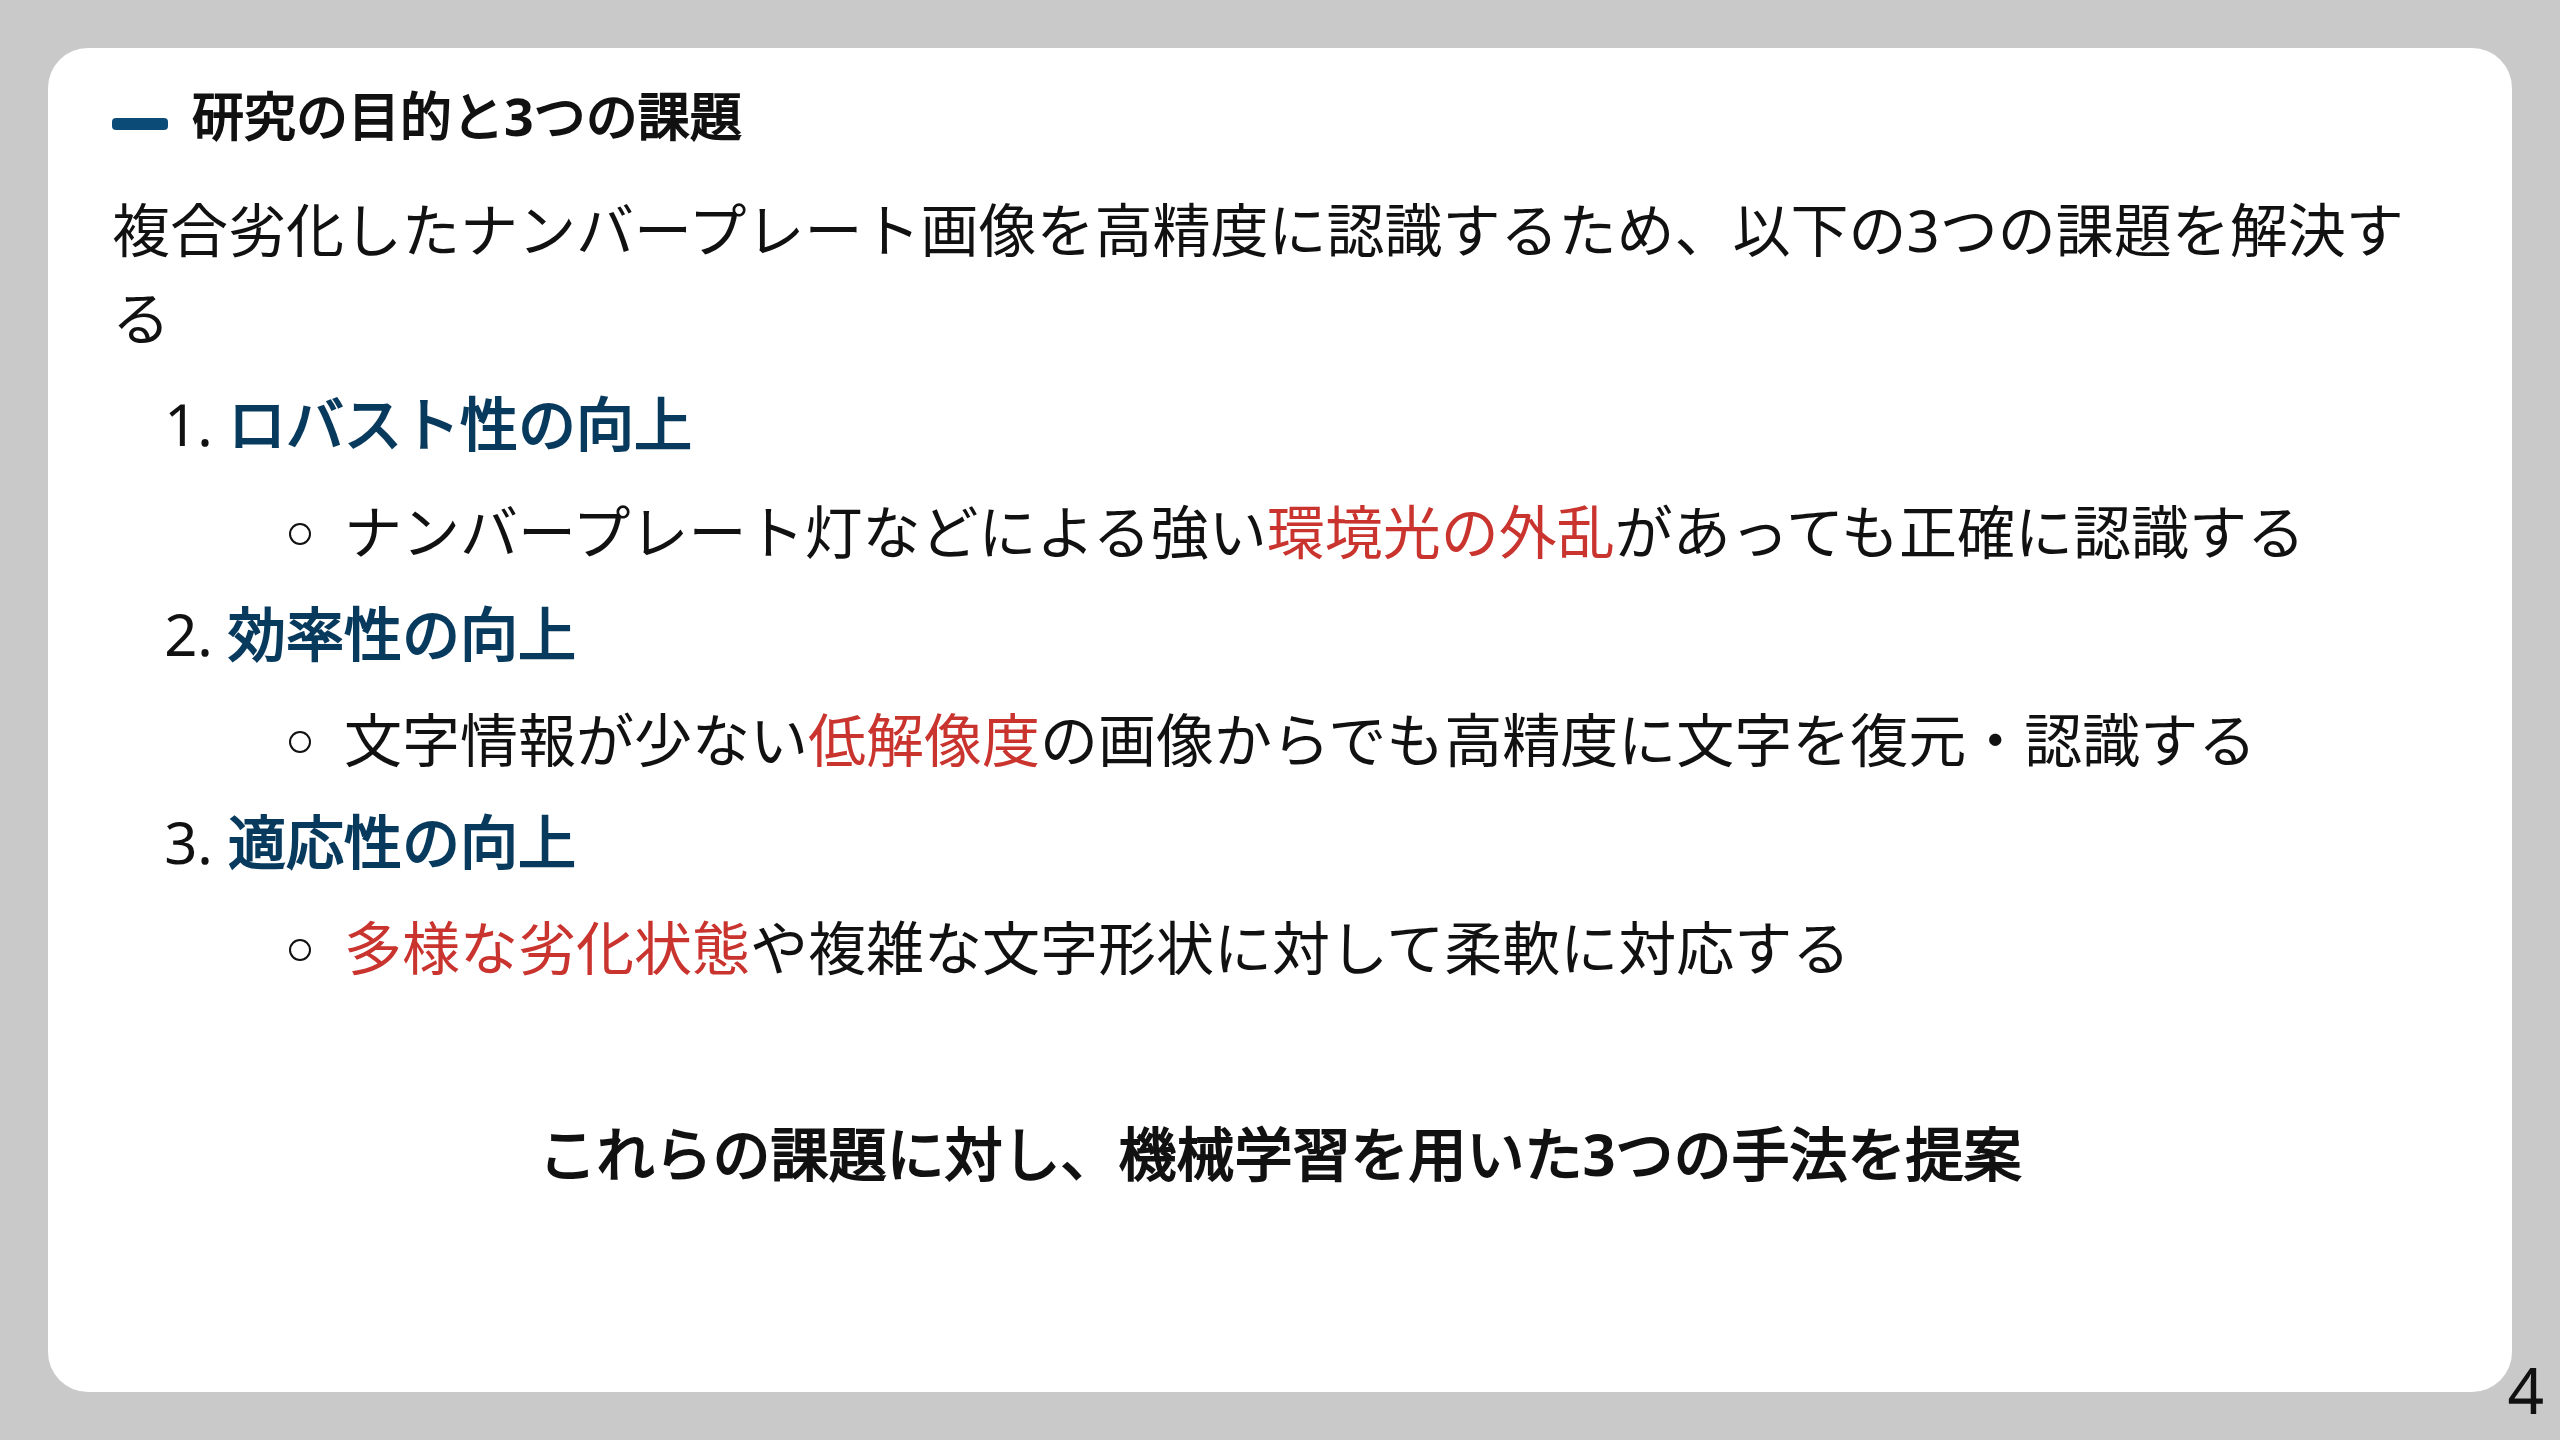 研究の目的と3つの課題
複合劣化したナンバープレート画像を高精度に認識するため、以下の3つの課題を解決す
る
1. ロバスト性の向上
○ ナンバープレート灯などによる強い環境光の外乱があっても正確に認識する
2. 効率性の向上
○ 文字情報が少ない低解像度の画像からでも高精度に文字を復元・認識する
3. 適応性の向上
○ 多様な劣化状態や複雑な文字形状に対して柔軟に対応する
これらの課題に対し、機械学習を用いた3つの手法を提案
4